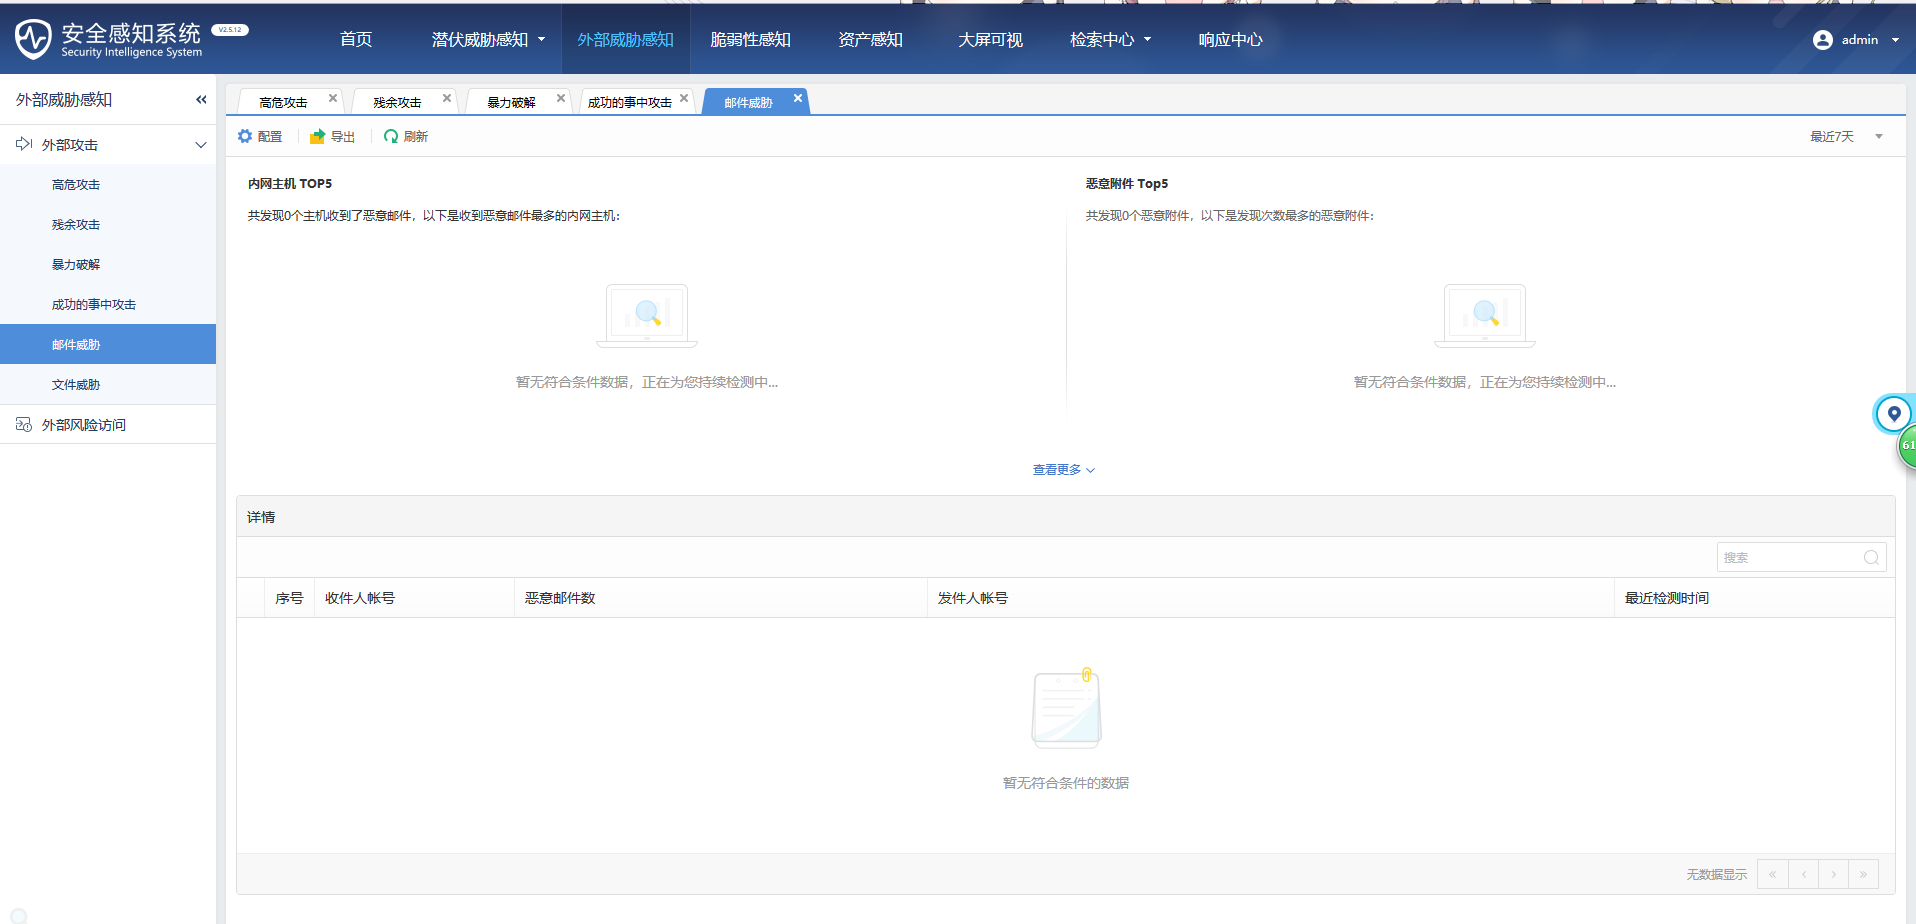 安全感知系统 V2.5.12
Security Intelligence System
首页 潜伏威胁感知 外部威胁感知 脆弱性感知 资产感知 大屏可视 检索中心 响应中心 admin
外部威胁感知
外部攻击
高危攻击
残余攻击
暴力破解
成功的事中攻击
邮件威胁
文件威胁
外部风险访问
高危攻击 残余攻击 暴力破解 成功的事中攻击 邮件威胁
配置 导出 刷新 最近7天
内网主机 TOP5
共发现0个主机收到了恶意邮件，以下是收到恶意邮件最多的内网主机：
暂无符合条件数据，正在为您持续检测中...
恶意附件 Top5
共发现0个恶意附件，以下是发现次数最多的恶意附件：
暂无符合条件数据，正在为您持续检测中...
61
查看更多
详情
搜索
序号 收件人帐号 恶意邮件数 发件人帐号 最近检测时间
暂无符合条件的数据
无数据显示